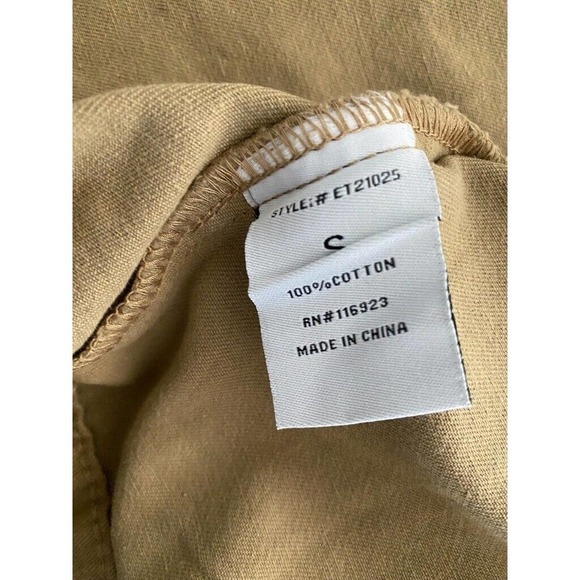 STYLE:# ET21025
S
100%COTTON
RN#116923
MADE IN CHINA